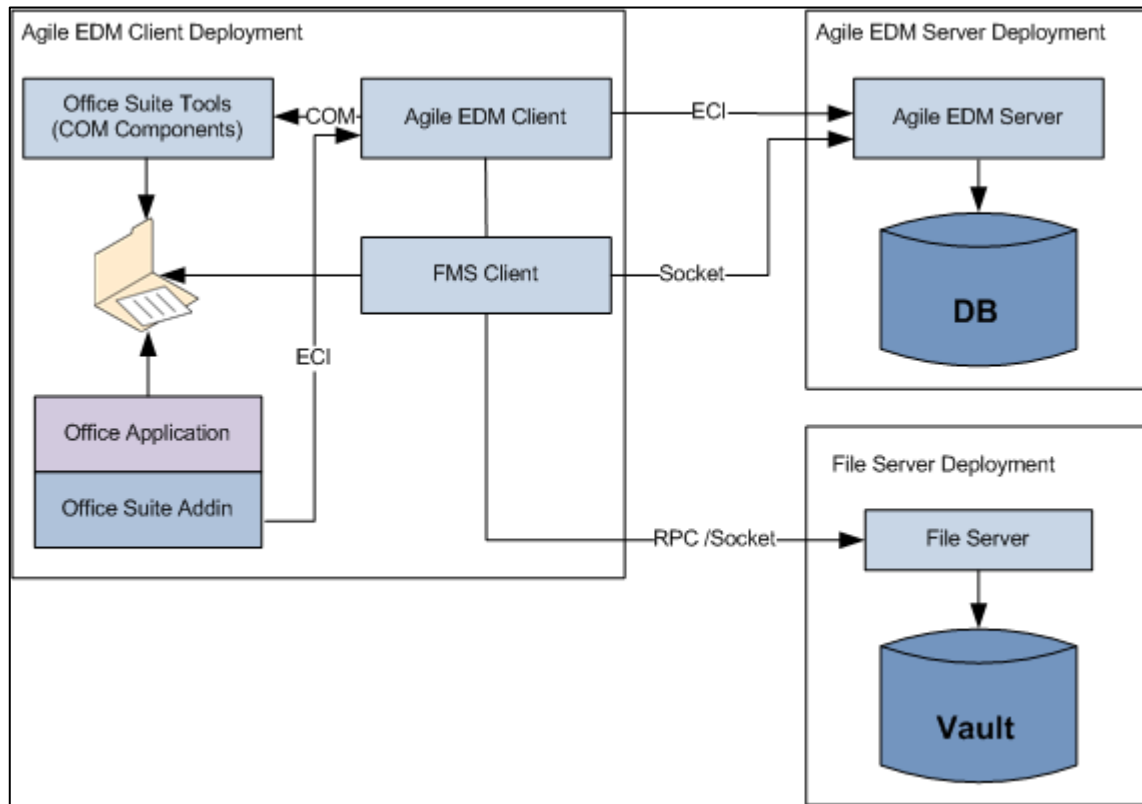 Agile EDM Client Deployment
Office Suite Tools
(COM Components)
COM
Agile EDM Client
FMS Client
ECI
Office Application
Office Suite Addin
ECI
Socket
RPC /Socket
Agile EDM Server Deployment
Agile EDM Server
DB
File Server Deployment
File Server
Vault